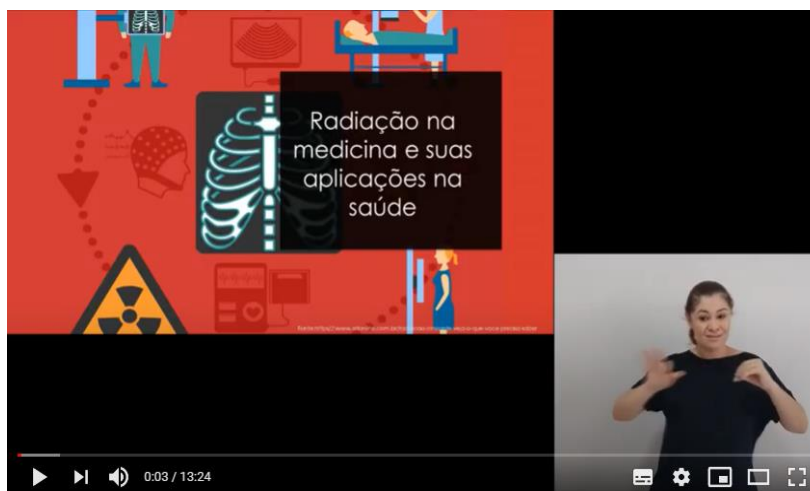 Radiação na
medicina e suas
aplicações na
saúde
0:03 / 13:24